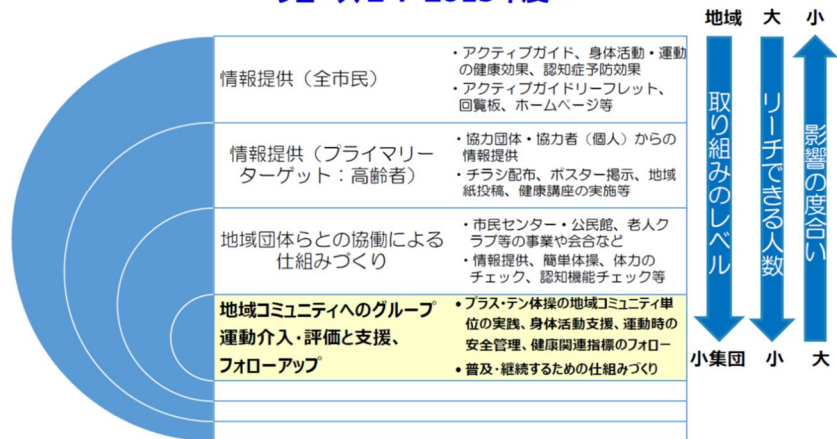 2013年度
地域 大 小
情報提供（全市民）
・アクティブガイド、身体活動・運動
の健康効果、認知症予防効果
・アクティブガイドリーフレット、
回覧板、ホームページ等
情報提供（プライマリー
ターゲット：高齢者）
・協力団体・協力者（個人）からの
情報提供
・チラシ配布、ポスター掲示、地域
紙投稿、健康講座の実施等
地域団体らとの協働による
仕組みづくり
・市民センター・公民館、老人ク
ラブ等の事業や会合など
・情報提供、簡単体操、体力の
チェック、認知機能チェック等
地域コミュニティへのグループ
運動介入・評価と支援、
フォローアップ
•プラス・テン体操の地域コミュニティ単
位の実践、身体活動支援、運動時の
安全管理、健康関連指標のフォロー
•普及・継続するための仕組みづくり
取り組みのレベル
リーチできる人数
影響の度合い
小集団 小 大